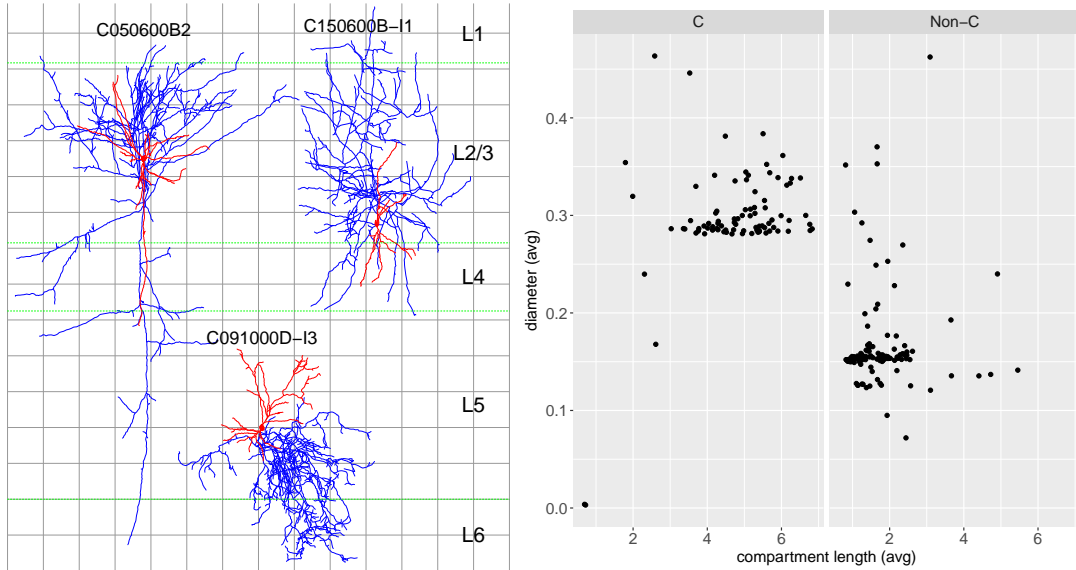 C050600B2
C150600B−I1
L1
L2/3
L4
C091000D−I3
L5
L6
C
Non−C
diameter (avg)
0.4
0.3
0.2
0.1
0.0
2 4 6
2 4 6
compartment length (avg)